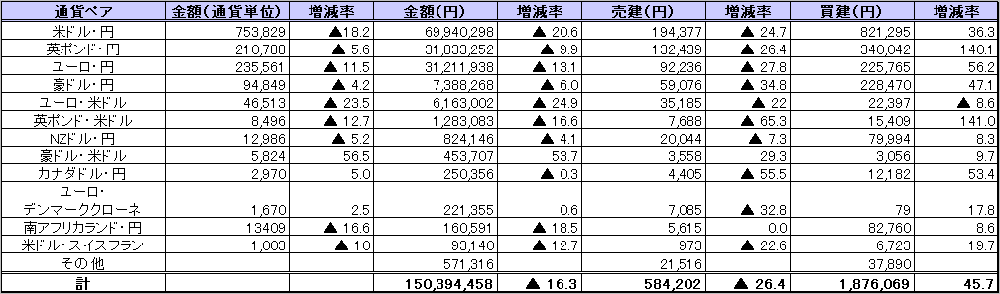 通貨ペア 金額(通貨単位) 増減率 金額(円) 増減率 売建(円) 増減率 買建(円) 増減率
米ドル・円 753,829 ▲18.2 69,940,298 ▲ 20.6 194,377 ▲ 24.7 821,295 36.3
英ポンド・円 210,788 ▲ 5.6 31,833,252 ▲ 9.9 132,439 ▲ 26.4 340,042 140.1
ユーロ・円 235,561 ▲ 11.5 31,211,938 ▲ 13.1 92,236 ▲ 27.8 225,765 56.2
豪ドル・円 94,849 ▲ 4.2 7,388,268 ▲ 6.0 59,076 ▲ 34.8 228,470 47.1
ユーロ・米ドル 46,513 ▲ 23.5 6,163,002 ▲ 24.9 35,185 ▲ 22 22,397 ▲ 8.6
英ポンド・米ドル 8,496 ▲ 12.7 1,283,083 ▲ 16.6 7,688 ▲ 65.3 15,409 141.0
NZドル・円 12,986 ▲ 5.2 824,146 ▲ 4.1 20,044 ▲ 7.3 79,994 8.3
豪ドル・米ドル 5,824 56.5 453,707 53.7 3,558 29.3 3,056 9.7
カナダドル・円 2,970 5.0 250,356 ▲ 0.3 4,405 ▲ 55.5 12,182 53.4
ユーロ・
デンマーククローネ 1,670 2.5 221,355 0.6 7,085 ▲ 32.8 79 17.8
南アフリカランド・円 13409 ▲ 16.6 160,591 ▲ 18.5 5,615 0.0 82,760 8.6
米ドル・スイスフラン 1,003 ▲ 10 93,140 ▲ 12.7 973 ▲ 22.6 6,723 19.7
その他 571,316 21,516 37,890
計 150,394,458 ▲ 16.3 584,202 ▲ 26.4 1,876,069 45.7